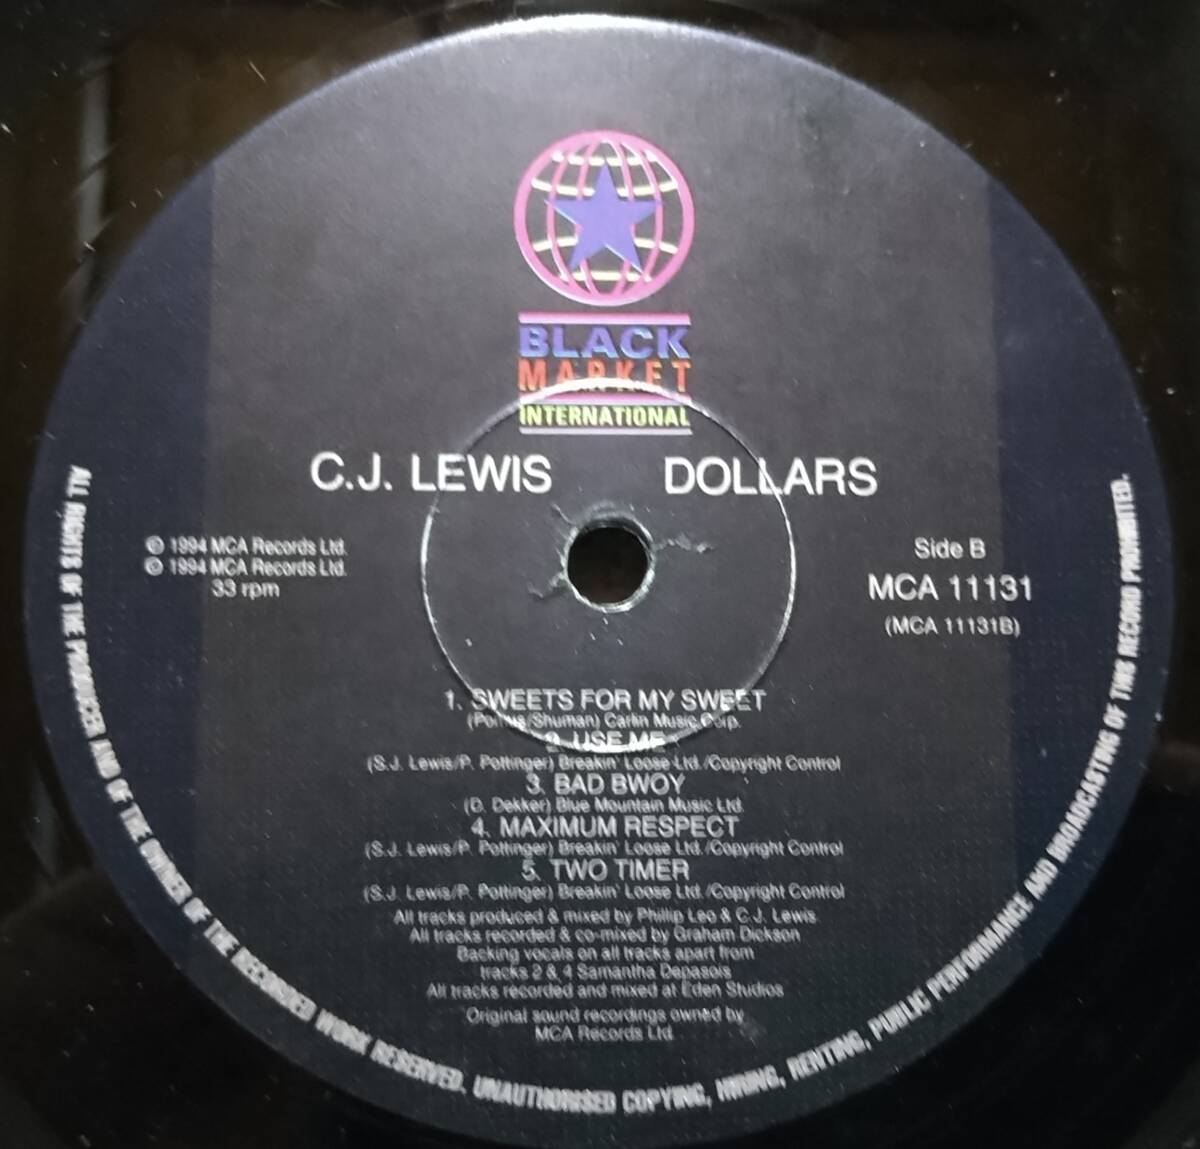 BLACK
MARKET
INTERNATIONAL
C.J. LEWIS DOLLARS
℗ 1994 MCA Records Ltd.
© 1994 MCA Records Ltd.
33 rpm
Side B
MCA 11131
(MCA 11131B)
1. SWEETS FOR MY SWEET
(Pomus/Shuman) Carlin Music Corp.
2. USE ME
(S.J. Lewis/P. Pottinger) Breakin' Loose Ltd./Copyright Control
3. BAD BWOY
(D. Dekker) Blue Mountain Music Ltd.
4. MAXIMUM RESPECT
(S.J. Lewis/P. Pottinger) Breakin' Loose Ltd./Copyright Control
5. TWO TIMER
(S.J. Lewis/P. Pottinger) Breakin' Loose Ltd./Copyright Control
All tracks produced & mixed by Phillip Leo & C.J. Lewis
All tracks recorded & co-mixed by Graham Dickson
Backing vocals on all tracks apart from
tracks 2 & 4 Samantha Depasois
All tracks recorded and mixed at Eden Studios
Original sound recordings owned by
MCA Records Ltd.
ALL RIGHTS OF THE PRODUCER AND OF THE OWNER OF THE RECORDED WORK RESERVED. UNAUTHORISED COPYING, HIRING, RENTING, PUBLIC PERFORMANCE AND BROADCASTING OF THIS RECORD PROHIBITED.